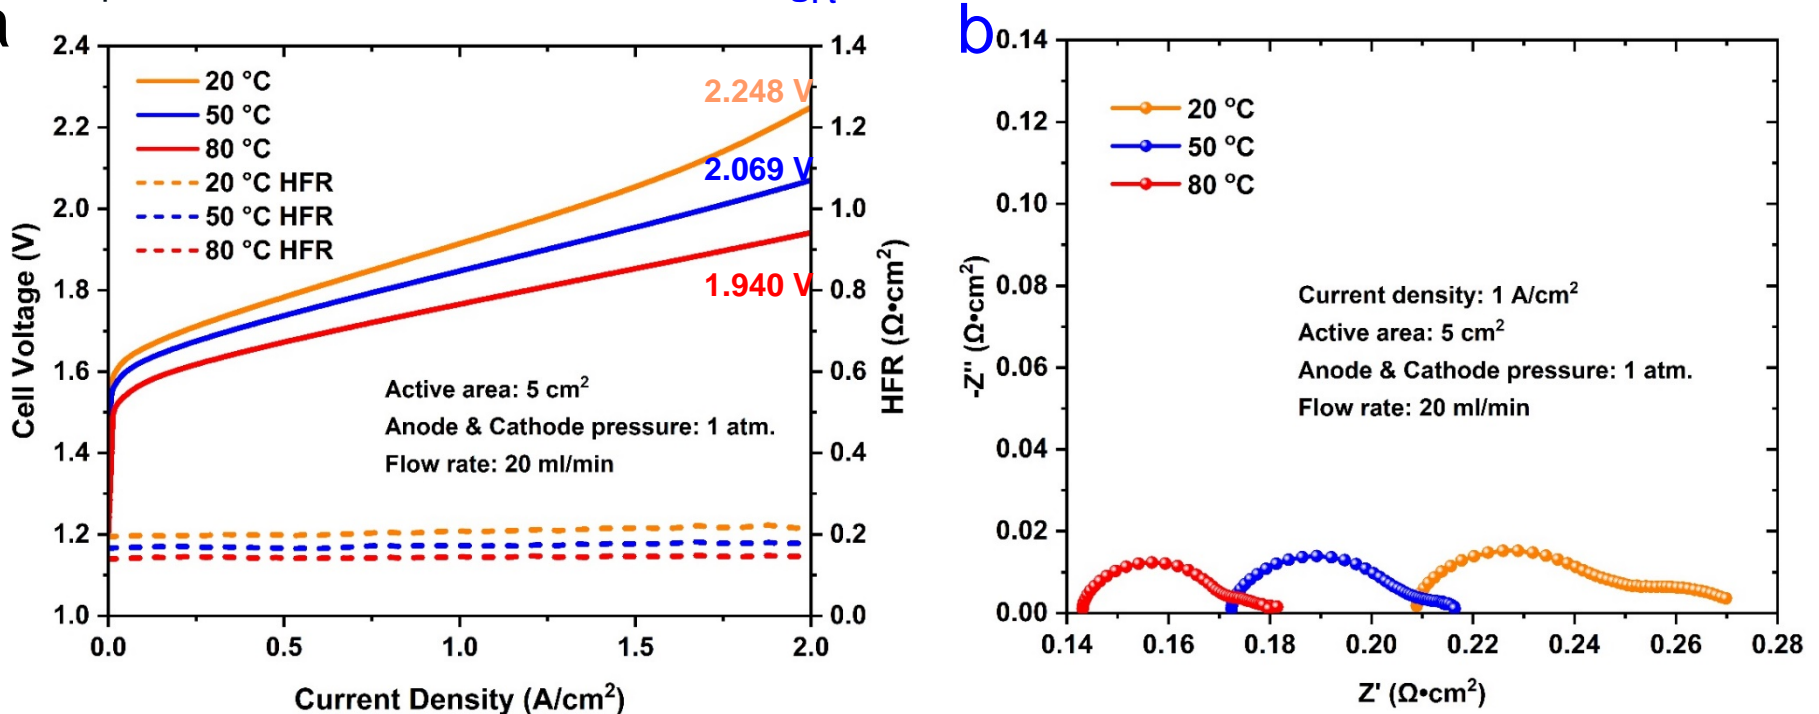 a
2.4
2.2
2.0
1.8
1.6
1.4
1.2
1.0
Cell Voltage (V)
20 °C
50 °C
80 °C
20 °C HFR
50 °C HFR
80 °C HFR
2.248 V
2.069 V
1.940 V
Active area: 5 cm²
Anode & Cathode pressure: 1 atm.
Flow rate: 20 ml/min
1.4
1.2
1.0
0.8
0.6
0.4
0.2
0.0
HFR (Ω•cm²)
0.0 0.5 1.0 1.5 2.0
Current Density (A/cm²)
b
0.14
0.12
0.10
0.08
0.06
0.04
0.02
0.00
-Z'' (Ω•cm²)
20 °C
50 °C
80 °C
Current density: 1 A/cm²
Active area: 5 cm²
Anode & Cathode pressure: 1 atm.
Flow rate: 20 ml/min
0.14 0.16 0.18 0.20 0.22 0.24 0.26 0.28
Z' (Ω•cm²)